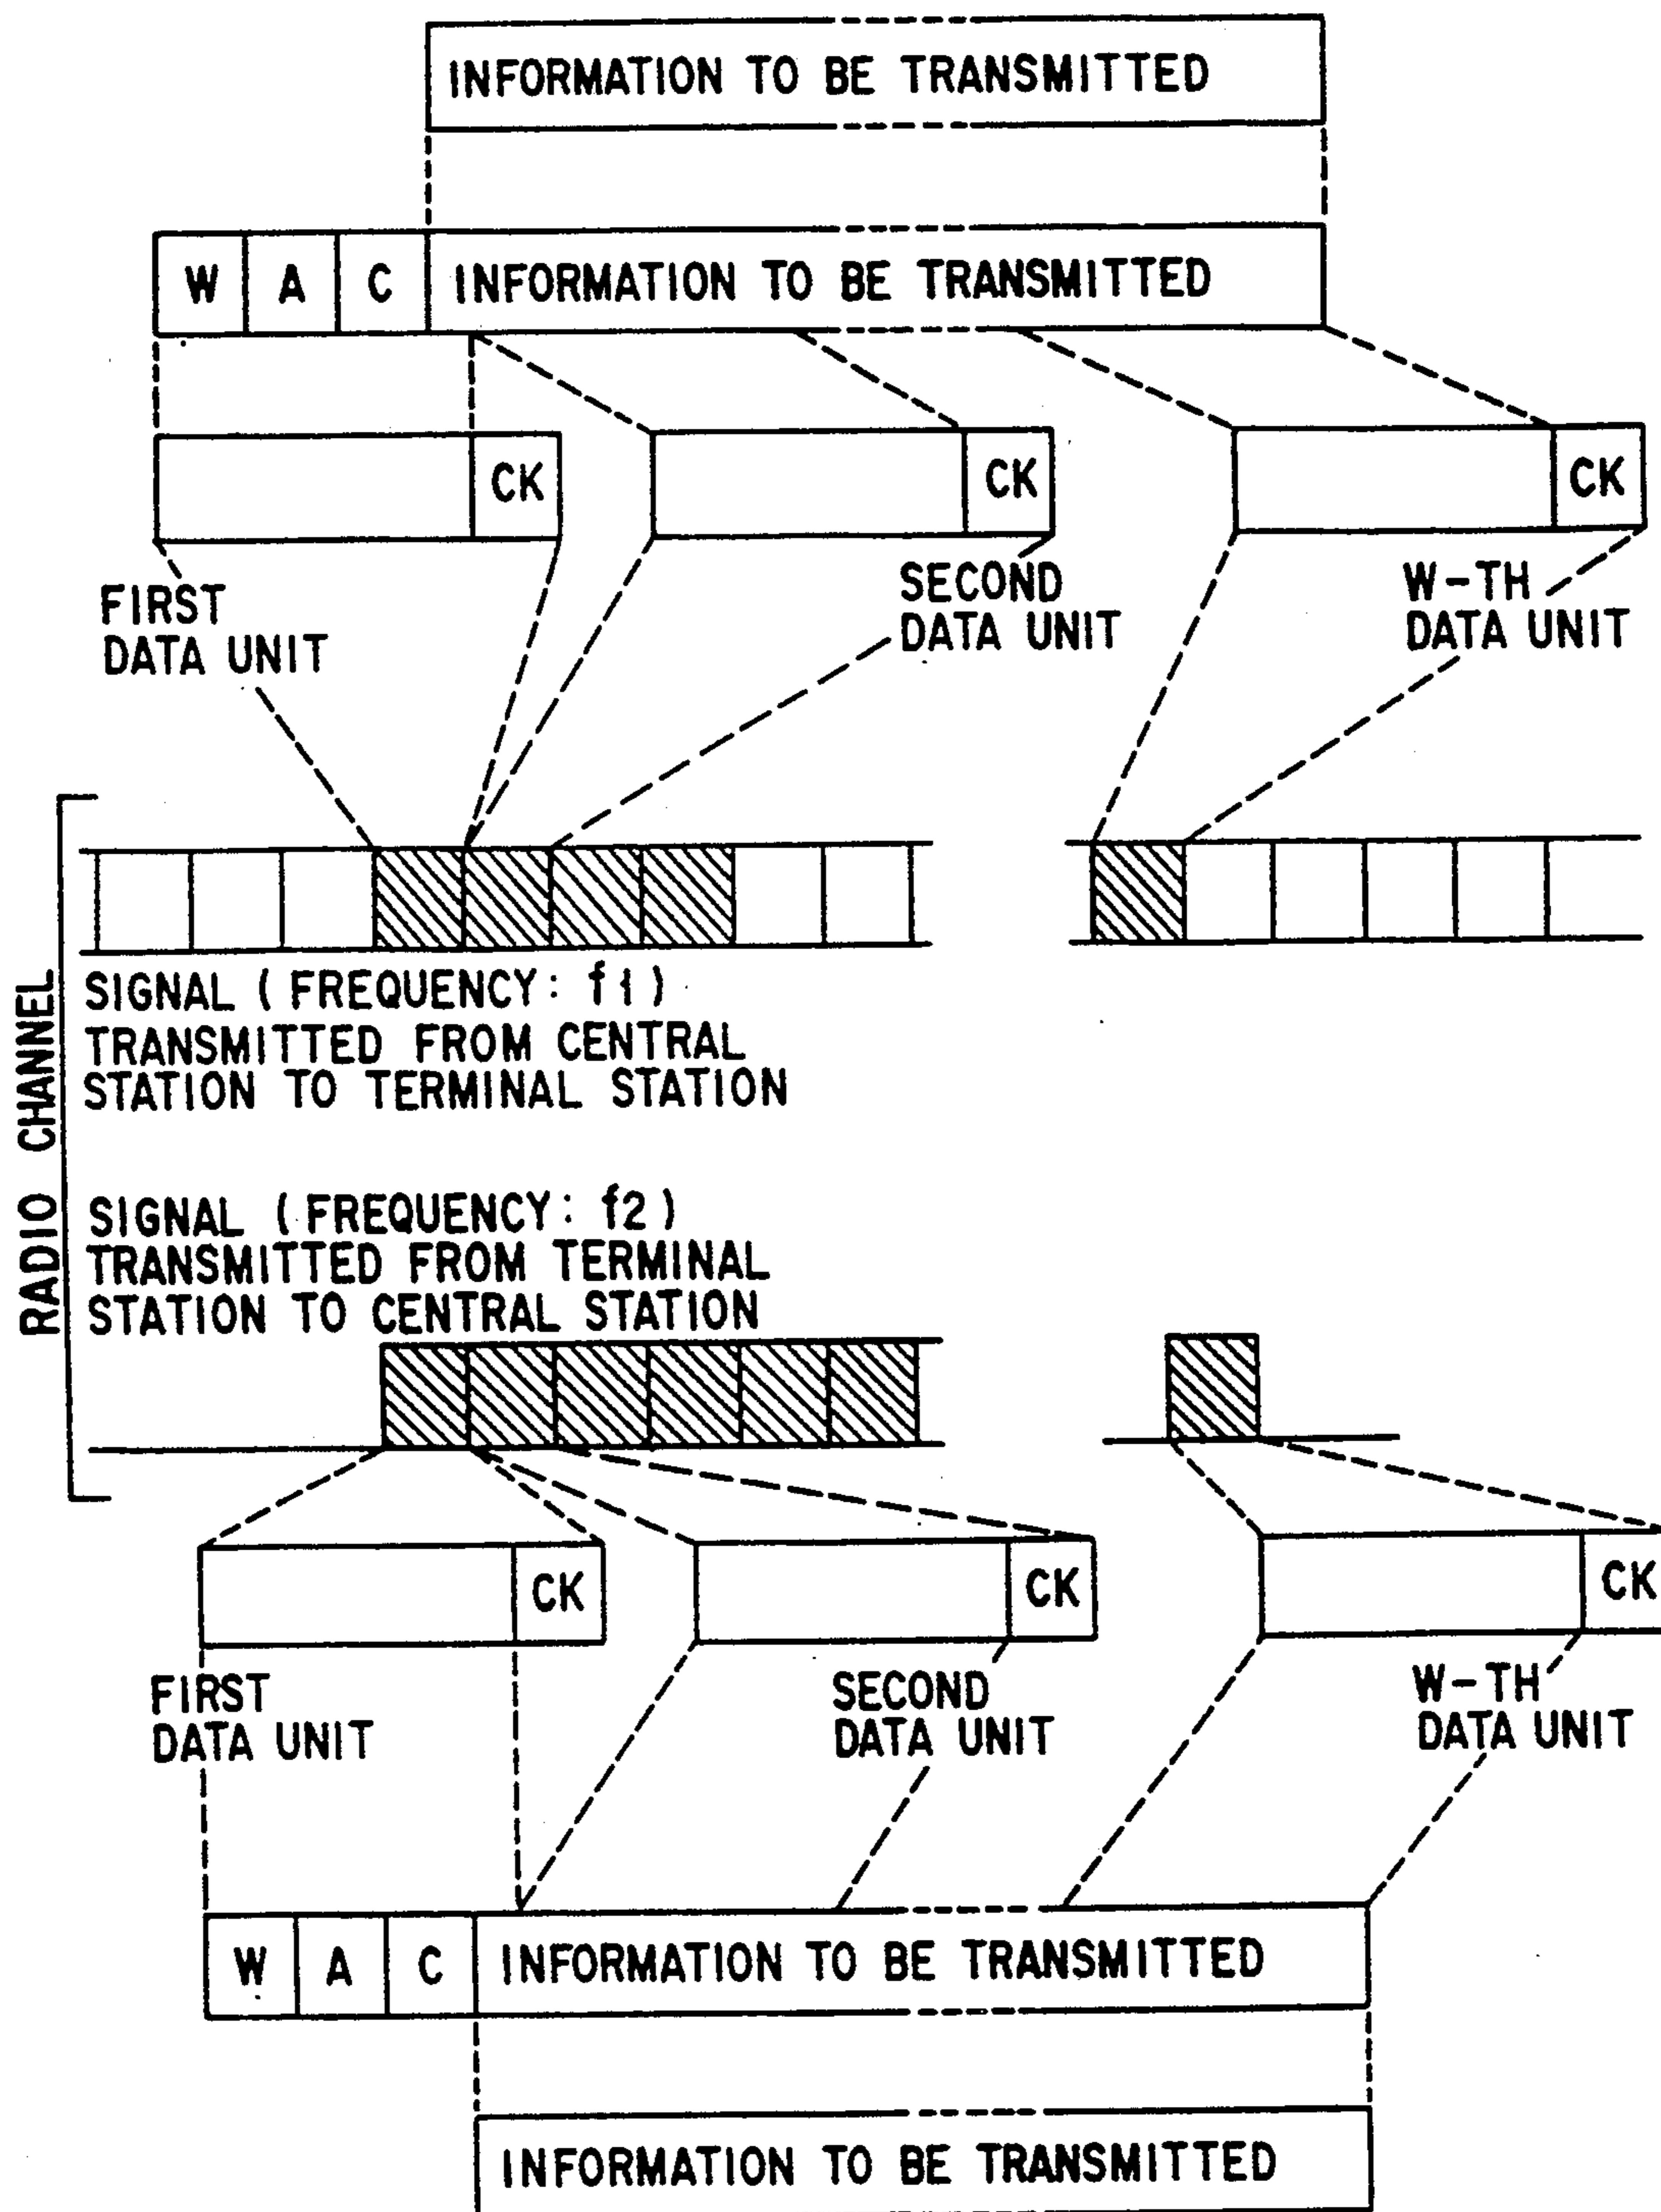 INFORMATION TO BE TRANSMITTED
W A C INFORMATION TO BE TRANSMITTED
CK CK CK
FIRST
DATA UNIT
SECOND
DATA UNIT
W-TH
DATA UNIT
RADIO CHANNEL
SIGNAL (FREQUENCY: f1)
TRANSMITTED FROM CENTRAL
STATION TO TERMINAL STATION
SIGNAL (FREQUENCY: f2)
TRANSMITTED FROM TERMINAL
STATION TO CENTRAL STATION
CK CK CK
FIRST
DATA UNIT
SECOND
DATA UNIT
W-TH
DATA UNIT
W A C INFORMATION TO BE TRANSMITTED
INFORMATION TO BE TRANSMITTED